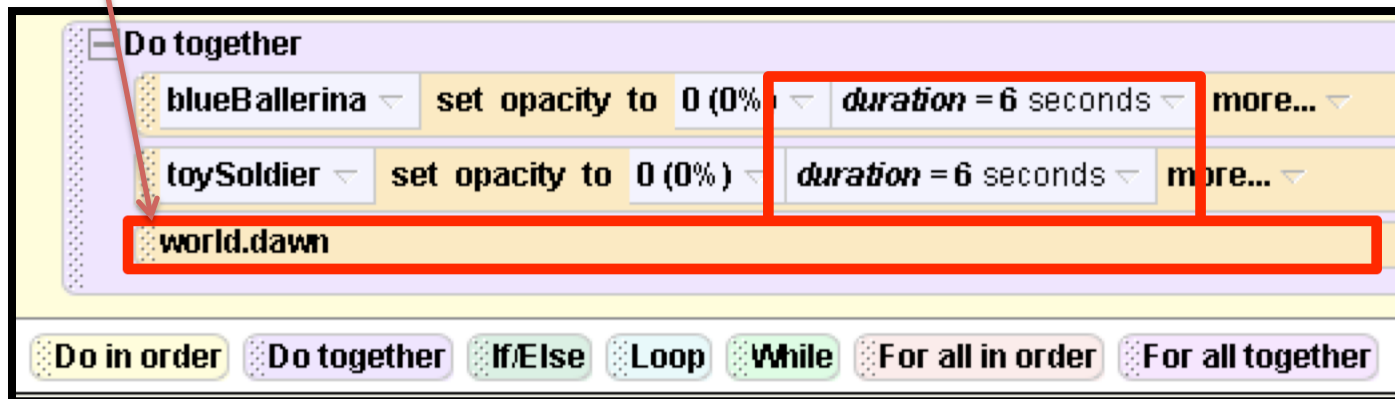 Do together
blueBallerina set opacity to 0 (0%) duration = 6 seconds more...
toySoldier set opacity to 0 (0%) duration = 6 seconds more...
world.dawn
Do in order Do together If/Else Loop While For all in order For all together